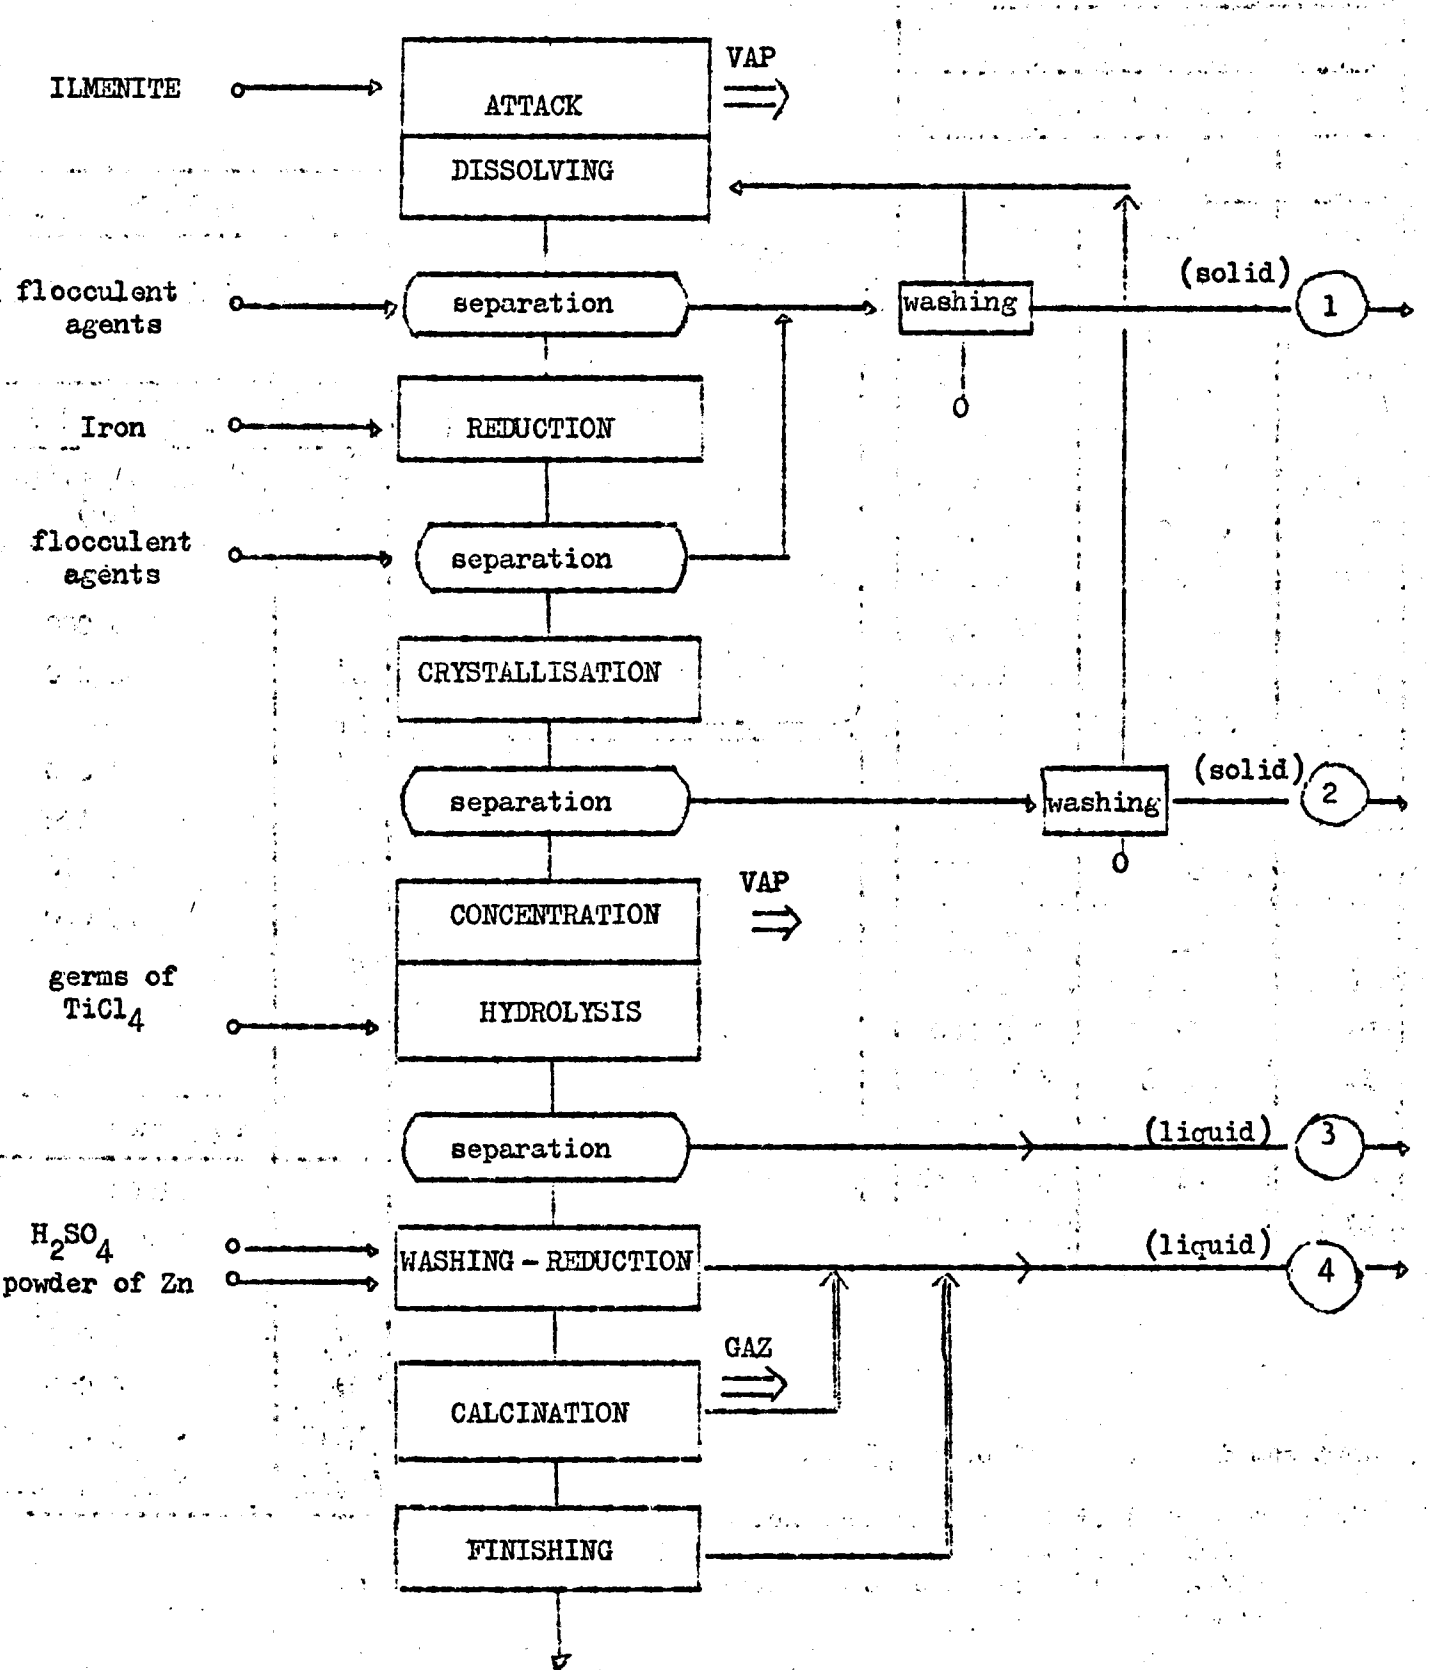 VAP
ILMENITE
ATTACK
DISSOLVING
(solid)
flocculent
agents
separation
washing
1
Iron
REDUCTION
flocculent
agents
separation
CRYSTALLISATION
(solid)
separation
washing
2
VAP
CONCENTRATION
germs of
TiCl4
HYDROLYSIS
separation
(liquid)
3
H2SO4
powder of Zn
WASHING - REDUCTION
(liquid)
4
GAZ
CALCINATION
FINISHING